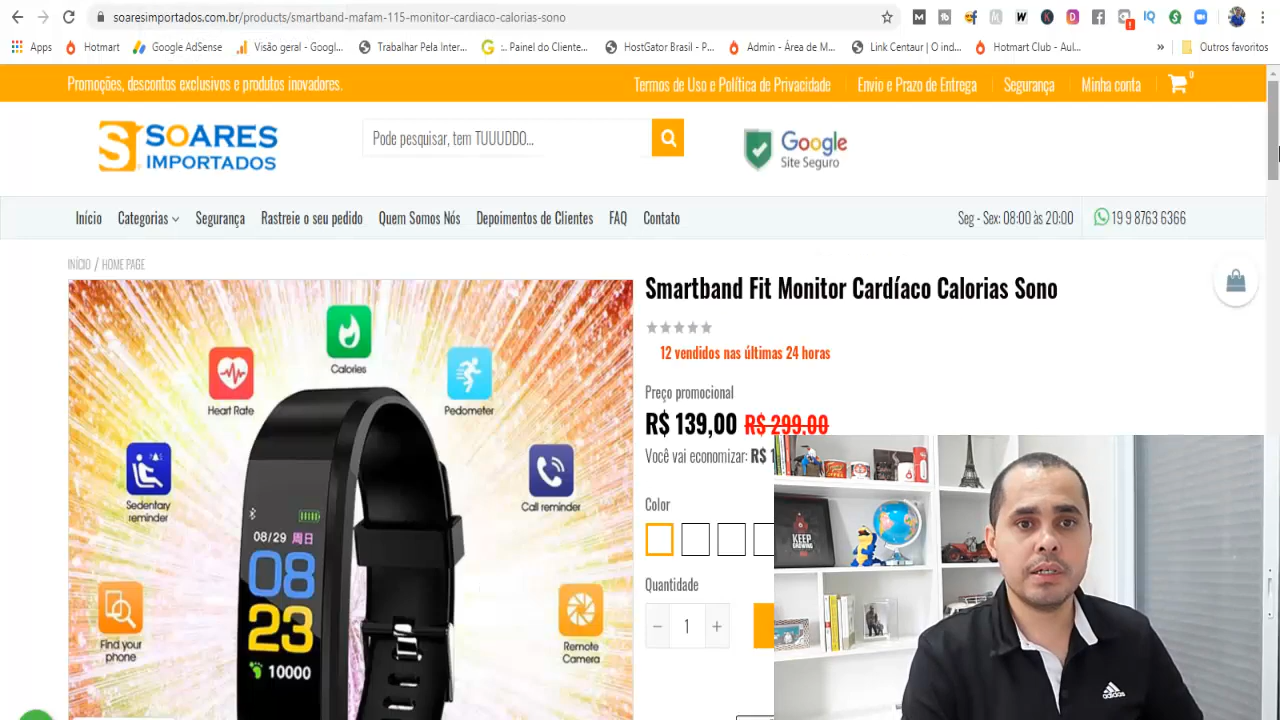 soaresimportados.com.br/products/smartband-mafam-115-monitor-cardiaco-calorias-sono
Apps Hotmart Google AdSense Visão geral - Googl... Trabalhar Pela Inter... :.. Painel do Cliente... HostGator Brasil - P... Admin - Área de M... Link Centaur | O ind... Hotmart Club - Aul... » Outros favoritos
Promoções, descontos exclusivos e produtos inovadores. Termos de Uso e Política de Privacidade Envio e Prazo de Entrega Segurança Minha conta 0
SOARES IMPORTADOS
Pode pesquisar, tem TUUUDDO...
Google
Site Seguro
Início Categorias Segurança Rastreie o seu pedido Quem Somos Nós Depoimentos de Clientes FAQ Contato Seg - Sex: 08:00 às 20:00 19 9 8763 6366
INÍCIO / HOME PAGE
Smartband Fit Monitor Cardíaco Calorias Sono
12 vendidos nas últimas 24 horas
Preço promocional
R$ 139,00 R$ 299,00
Você vai economizar: R$ 1
Color
Quantidade
− 1 +
Calories
Heart Rate
Pedometer
Sedentary
reminder
Call reminder
Find your
phone
Remote
Camera
08/29 周日
08
23
10000
KEEP
GROWING
adidas